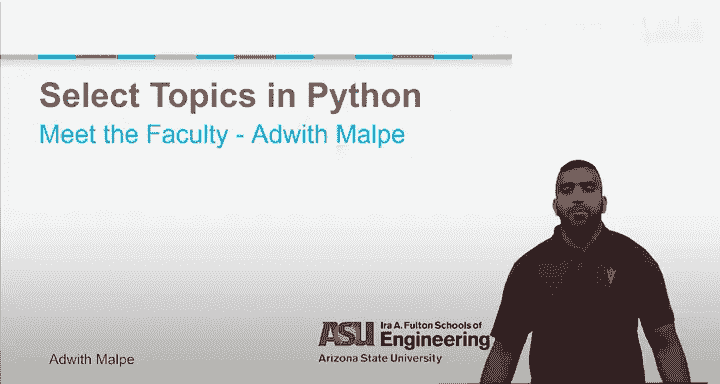 Select Topics in Python
Meet the Faculty - Adwith Malpe
ASU Ira A. Fulton Schools of
Engineering
Arizona State University
Adwith Malpe